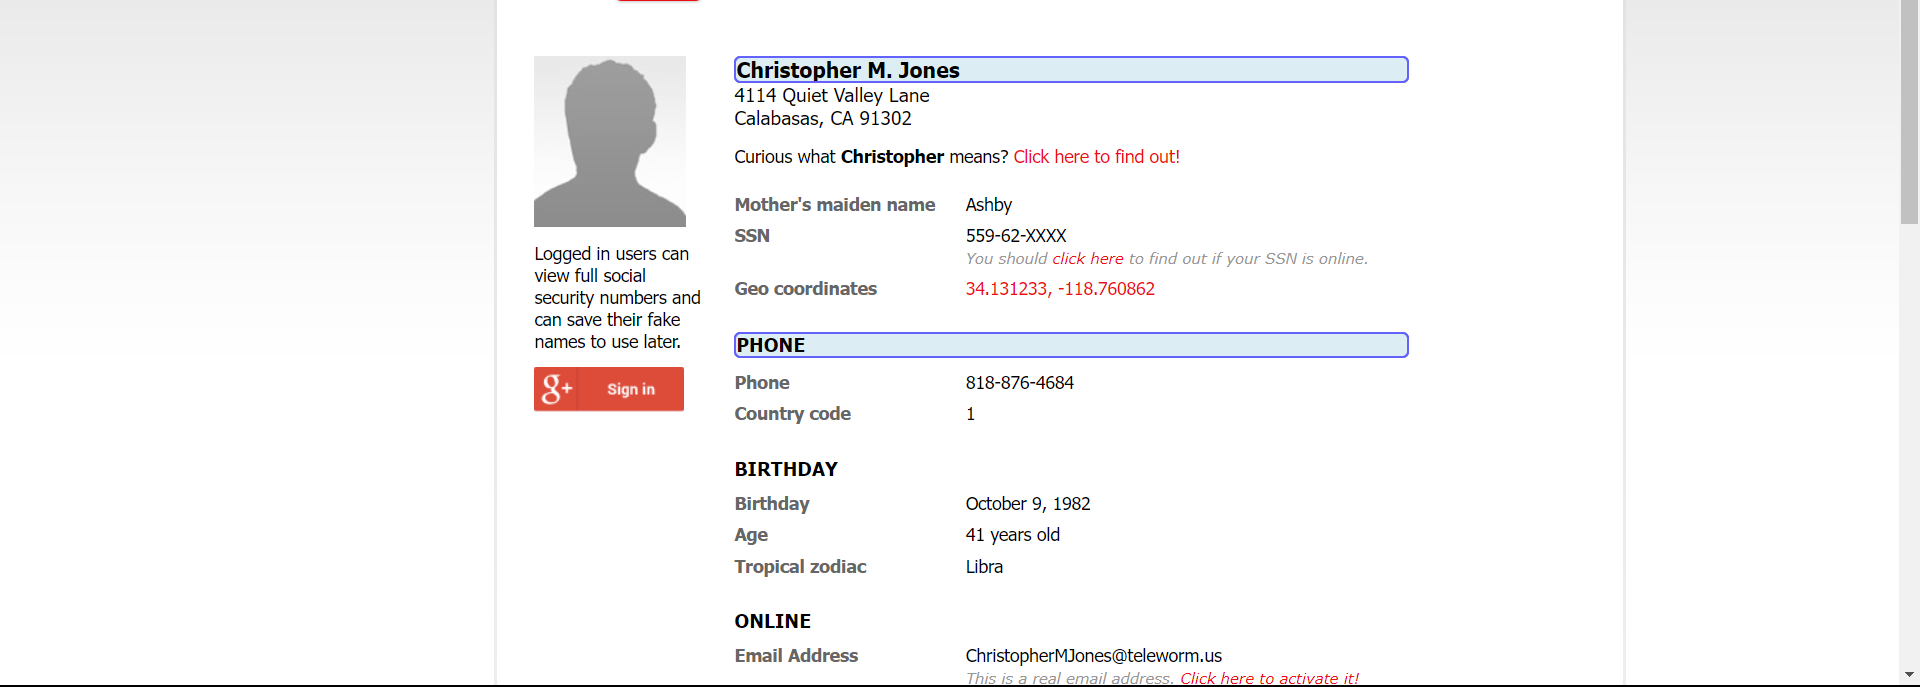 Christopher M. Jones
4114 Quiet Valley Lane
Calabasas, CA 91302
Curious what Christopher means? Click here to find out!
Mother's maiden name Ashby
SSN 559-62-XXXX
You should click here to find out if your SSN is online.
Geo coordinates 34.131233, -118.760862
Logged in users can
view full social
security numbers and
can save their fake
names to use later.
g+ Sign in
PHONE
Phone 818-876-4684
Country code 1
BIRTHDAY
Birthday October 9, 1982
Age 41 years old
Tropical zodiac Libra
ONLINE
Email Address ChristopherMJones@teleworm.us
This is a real email address. Click here to activate it!